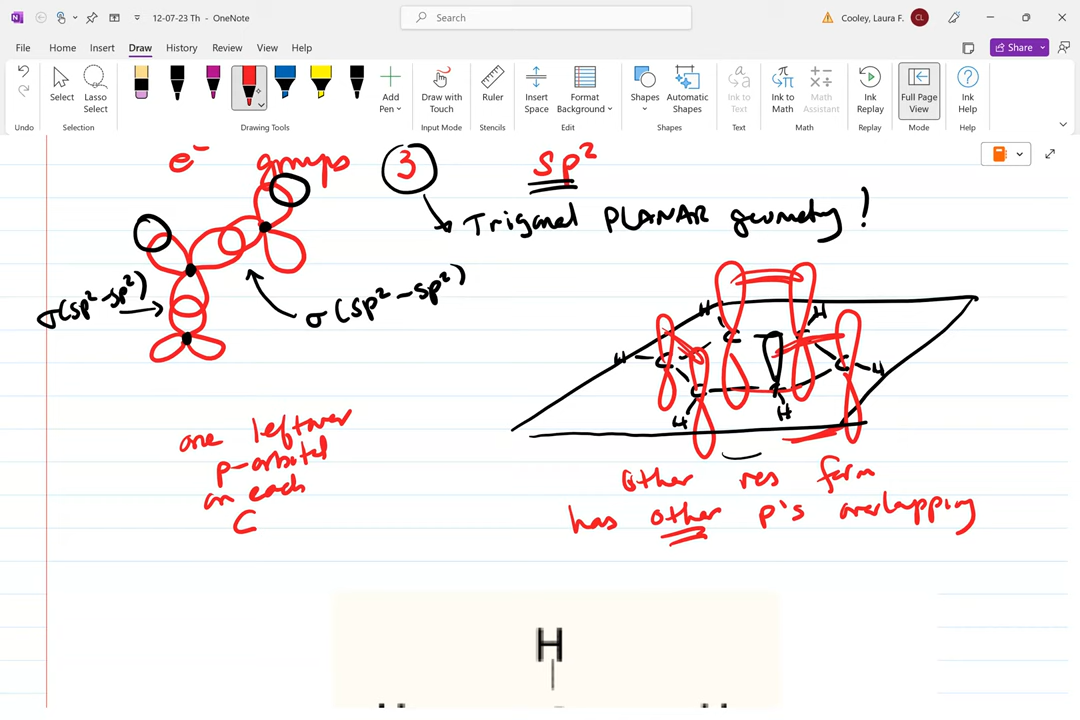 12-07-23 Th - OneNote
Search
Cooley, Laura F.
CL
File Home Insert Draw History Review View Help
Share
Undo
Select
Lasso Select
Add Pen
Draw with Touch
Ruler
Insert Space
Format Background
Shapes
Automatic Shapes
Ink to Text
Ink to Math
Math Assistant
Ink Replay
Full Page View
Ink Help
Undo Selection Drawing Tools Input Mode Stencils Edit Shapes Text Math Replay Mode Help
e⁻ groups 3 sp²
Trigonal PLANAR geometry!
σ(sp²-sp²)
σ(sp²-sp²)
H C C H
H C C H
C C
H H
one leftover
p-orbital
on each
C
Other res form
has other p's overlapping
H
H H